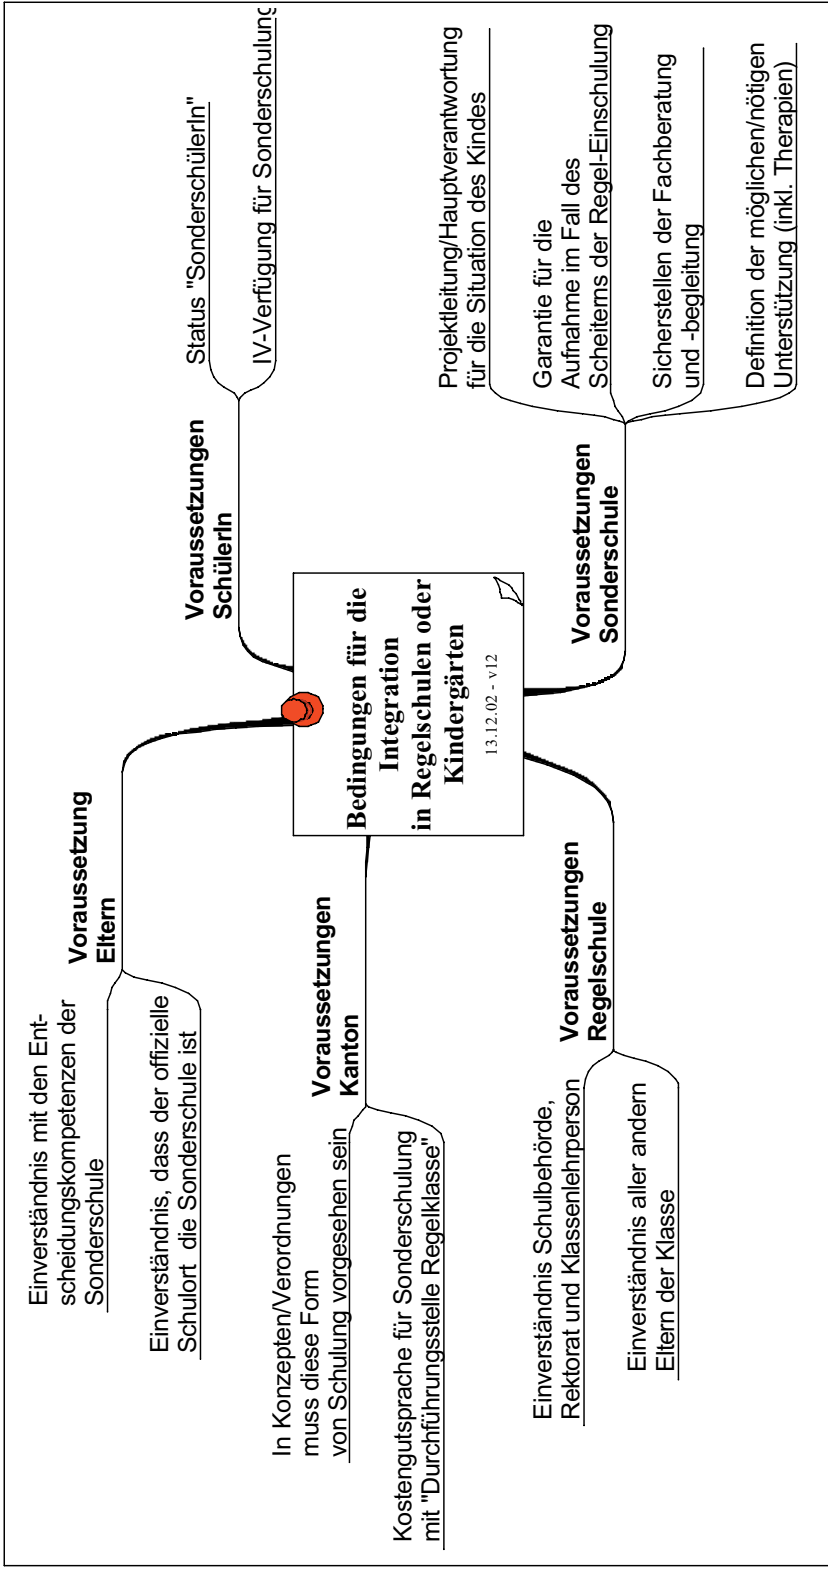 Bedingungen für die
Integration
in Regelschulen oder
Kindergärten
13.12.02 - v12
Voraussetzungen
SchülerIn
Status "SonderschülerIn"
IV-Verfügung für Sonderschulung
Voraussetzungen
Sonderschule
Projektleitung/Hauptverantwortung
für die Situation des Kindes
Garantie für die
Aufnahme im Fall des
Scheiterns der Regel-Einschulung
Sicherstellen der Fachberatung
und -begleitung
Definition der möglichen/nötigen
Unterstützung (inkl. Therapien)
Voraussetzungen
Regelschule
Einverständnis Schulbehörde,
Rektorat und Klassenlehrperson
Einverständnis aller andern
Eltern der Klasse
Voraussetzungen
Kanton
In Konzepten/Verordnungen
muss diese Form
von Schulung vorgesehen sein
Kostengutsprache für Sonderschulung
mit "Durchführungsstelle Regelklasse"
Voraussetzung
Eltern
Einverständnis mit den Ent-
scheidungskompetenzen der
Sonderschule
Einverständnis, dass der offizielle
Schulort die Sonderschule ist